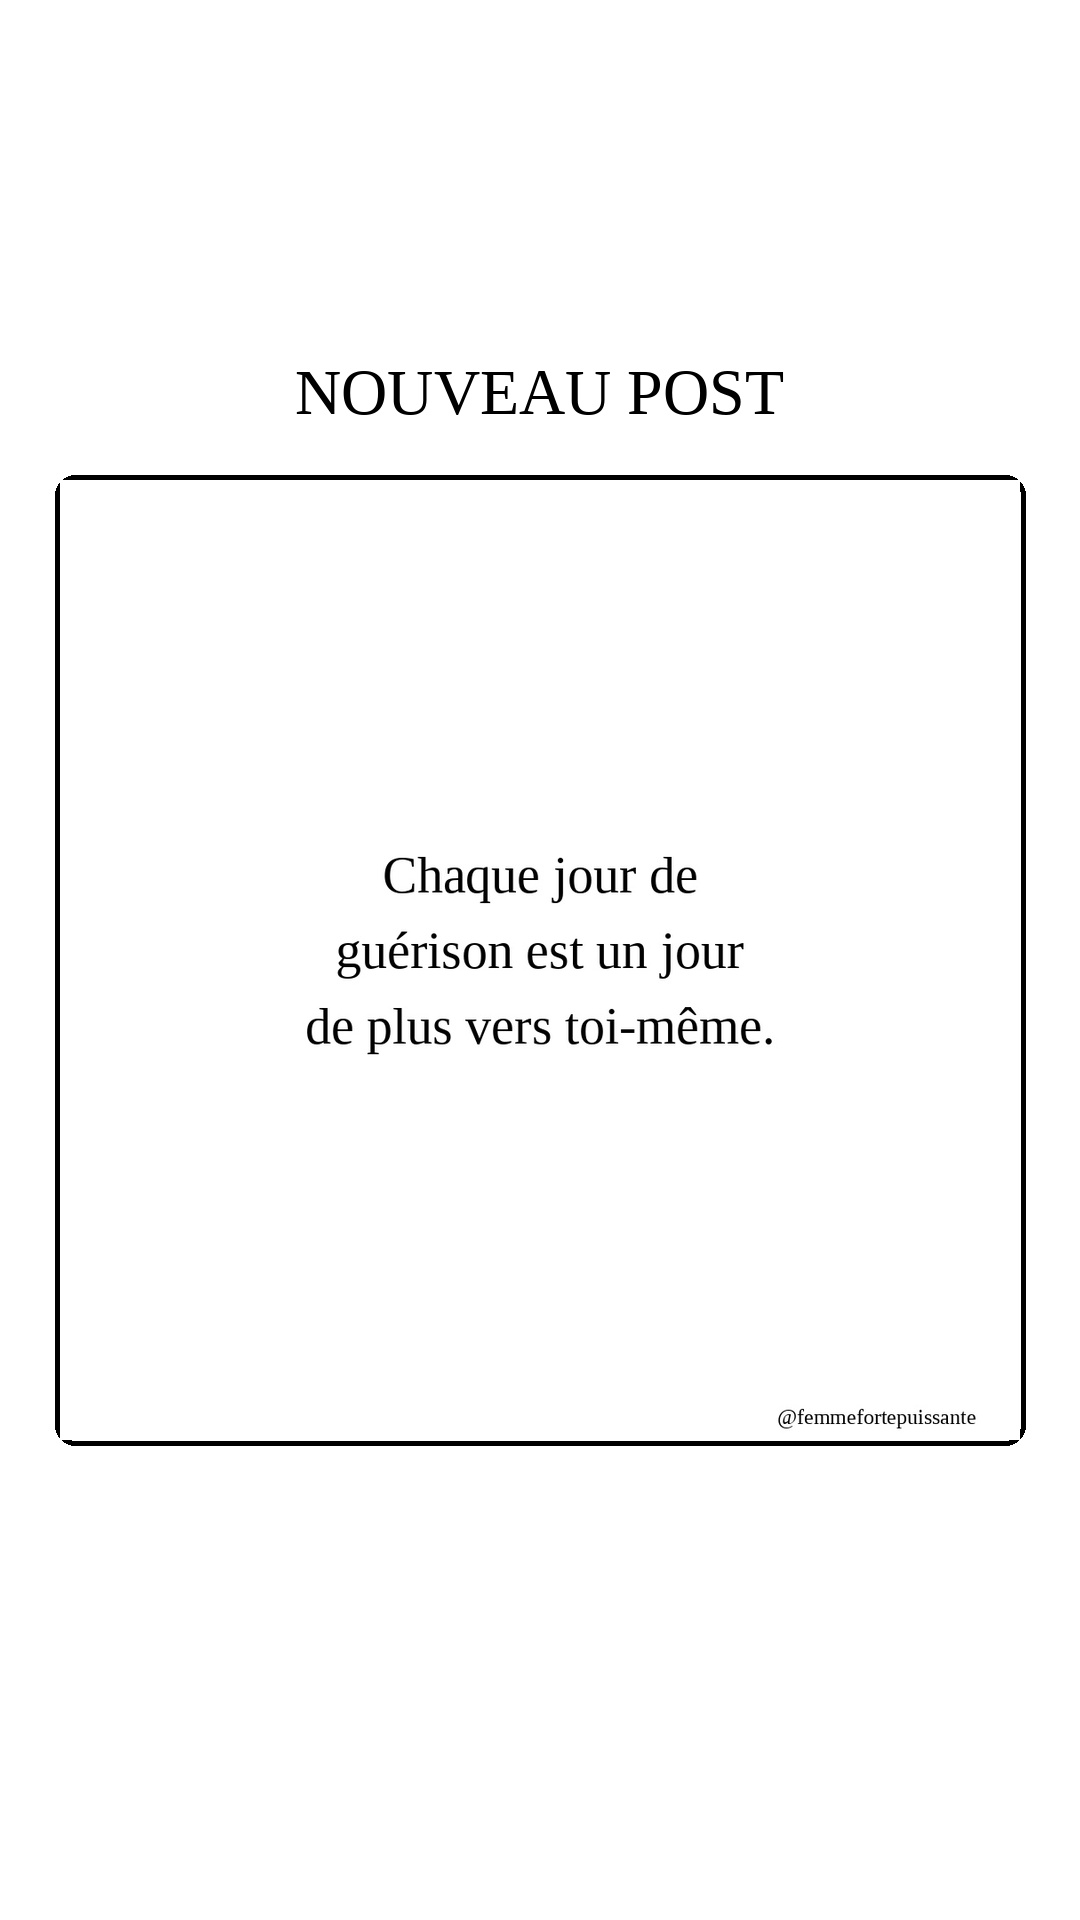 NOUVEAU POST
Chaque jour de
guérison est un jour
de plus vers toi-même.
@femmefortepuissante